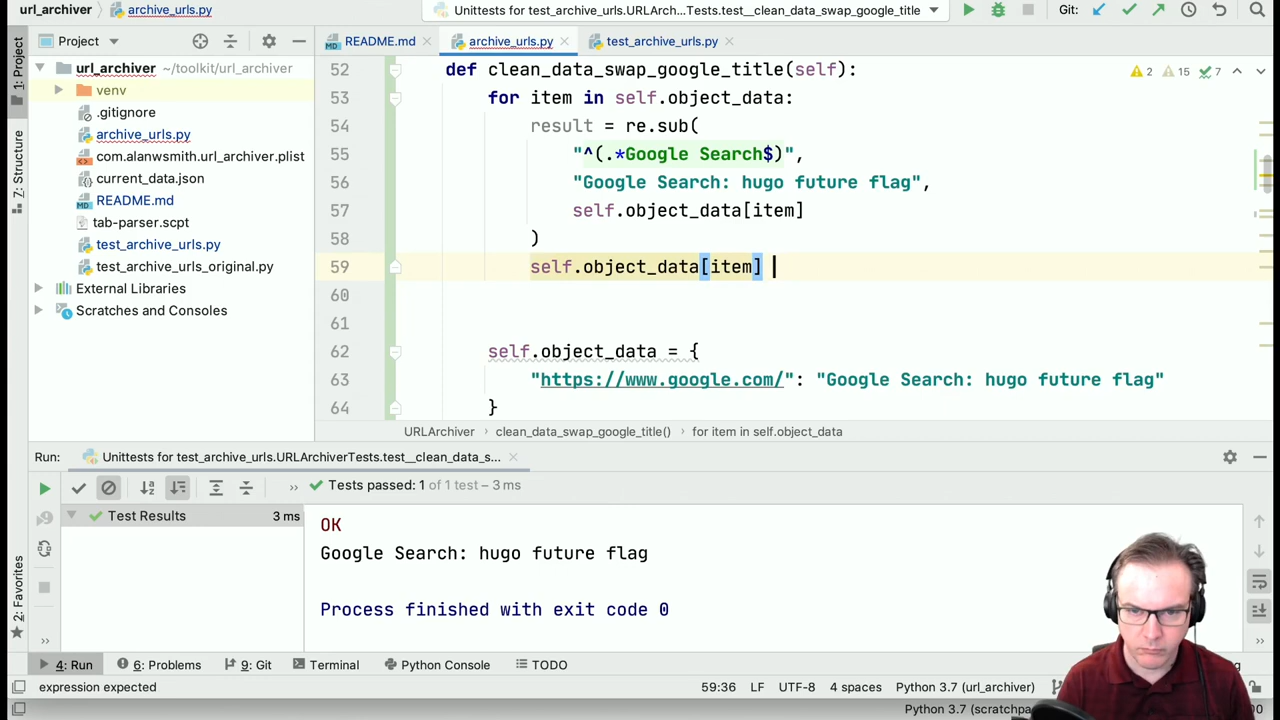 url_archiver
archive_urls.py
Unittests for test_archive_urls.URLArc...Tests.test__clean_data_swap_google_title
Git:
1: Project
Project
README.md
archive_urls.py
test_archive_urls.py
url_archiver ~/toolkit/url_archiver
venv
.gitignore
archive_urls.py
com.alanwsmith.url_archiver.plist
current_data.json
README.md
tab-parser.scpt
test_archive_urls.py
test_archive_urls_original.py
External Libraries
Scratches and Consoles
7: Structure
2: Favorites
2 15 7
52 def clean_data_swap_google_title(self):
53 for item in self.object_data:
54 result = re.sub(
55 "^(.*Google Search$)",
56 "Google Search: hugo future flag",
57 self.object_data[item]
58 )
59 self.object_data[item]
60
61
62 self.object_data = {
63 "https://www.google.com/": "Google Search: hugo future flag"
64 }
URLArchiver › clean_data_swap_google_title() › for item in self.object_data
Run: Unittests for test_archive_urls.URLArchiverTests.test__clean_data_s...
Tests passed: 1 of 1 test – 3 ms
Test Results 3 ms
OK
Google Search: hugo future flag
Process finished with exit code 0
4: Run 6: Problems 9: Git Terminal Python Console TODO
expression expected 59:36 LF UTF-8 4 spaces Python 3.7 (url_archiver)